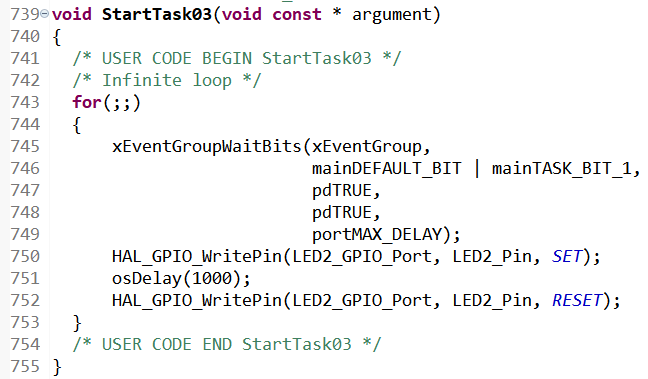 739 void StartTask03(void const * argument)
740 {
741   /* USER CODE BEGIN StartTask03 */
742   /* Infinite loop */
743   for(;;)
744   {
745       xEventGroupWaitBits(xEventGroup,
746                           mainDEFAULT_BIT | mainTASK_BIT_1,
747                           pdTRUE,
748                           pdTRUE,
749                           portMAX_DELAY);
750       HAL_GPIO_WritePin(LED2_GPIO_Port, LED2_Pin, SET);
751       osDelay(1000);
752       HAL_GPIO_WritePin(LED2_GPIO_Port, LED2_Pin, RESET);
753   }
754   /* USER CODE END StartTask03 */
755 }